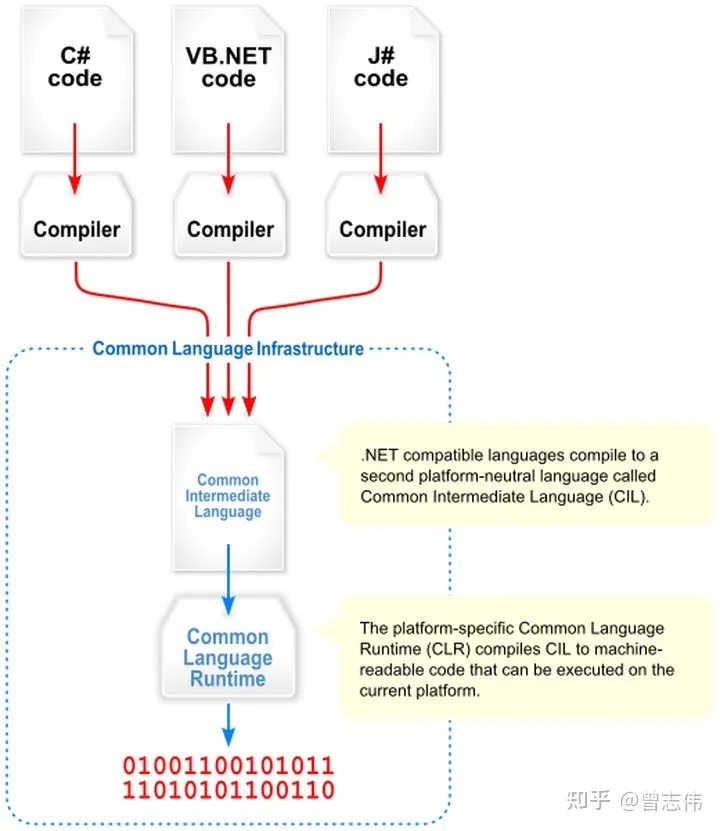 C#
code
VB.NET
code
J#
code
Compiler
Compiler
Compiler
Common Language Infrastructure
Common
Intermediate
Language
.NET compatible languages compile to a
second platform-neutral language called
Common Intermediate Language (CIL).
Common
Language
Runtime
The platform-specific Common Language
Runtime (CLR) compiles CIL to machine-
readable code that can be executed on the
current platform.
01001100101011
11010101100110
知乎 @曾志伟